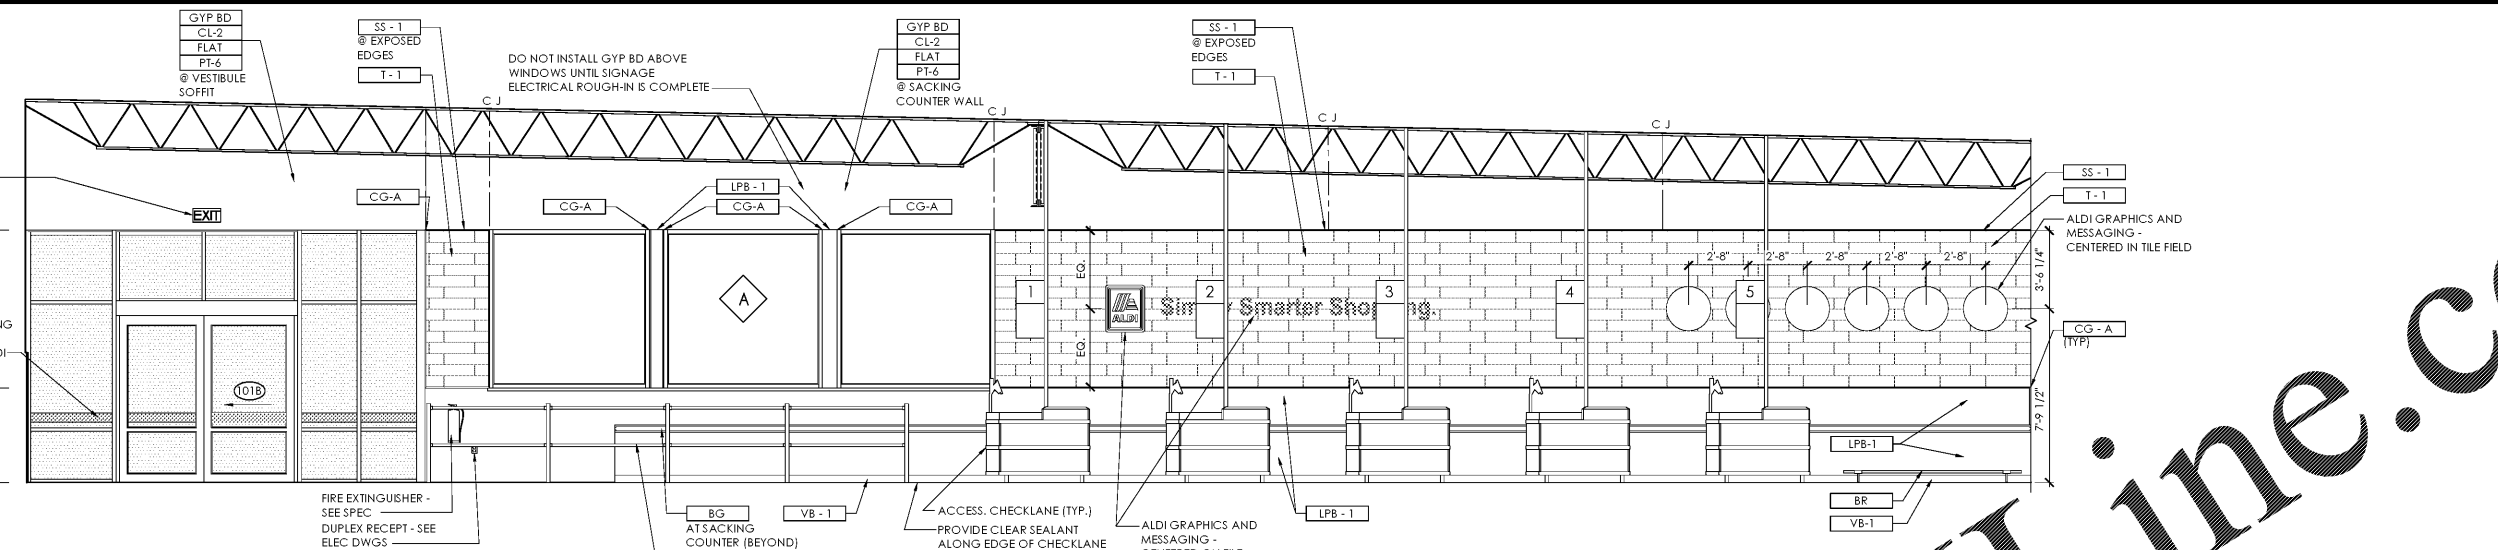 GYP BD
CL-2
FLAT
PT-6
@ VESTIBULE
SOFFIT
SS - 1
@ EXPOSED
EDGES
T - 1
DO NOT INSTALL GYP BD ABOVE
WINDOWS UNTIL SIGNAGE
ELECTRICAL ROUGH-IN IS COMPLETE
GYP BD
CL-2
FLAT
PT-6
@ SACKING
COUNTER WALL
SS - 1
@ EXPOSED
EDGES
T - 1
C J
C J
C J
C J
SS - 1
T - 1
ALDI GRAPHICS AND
MESSAGING -
CENTERED IN TILE FIELD
EXIT
CG-A
CG-A
LPB - 1
CG-A
CG-A
A
EQ.
EQ.
1
2
3
4
5
ALDI
Smarter
2'-8"
2'-8"
2'-8"
2'-8"
2'-8"
3'-6 1/4"
7'-9 1/2"
CG - A
(TYP)
NG
DI
101B
LPB-1
BR
VB-1
FIRE EXTINGUISHER -
SEE SPEC
DUPLEX RECEPT - SEE
ELEC DWGS
BG
AT SACKING
COUNTER (BEYOND)
VB - 1
ACCESS. CHECKLANE (TYP.)
PROVIDE CLEAR SEALANT
ALONG EDGE OF CHECKLANE
ALDI GRAPHICS AND
MESSAGING -
LPB - 1
ine.c